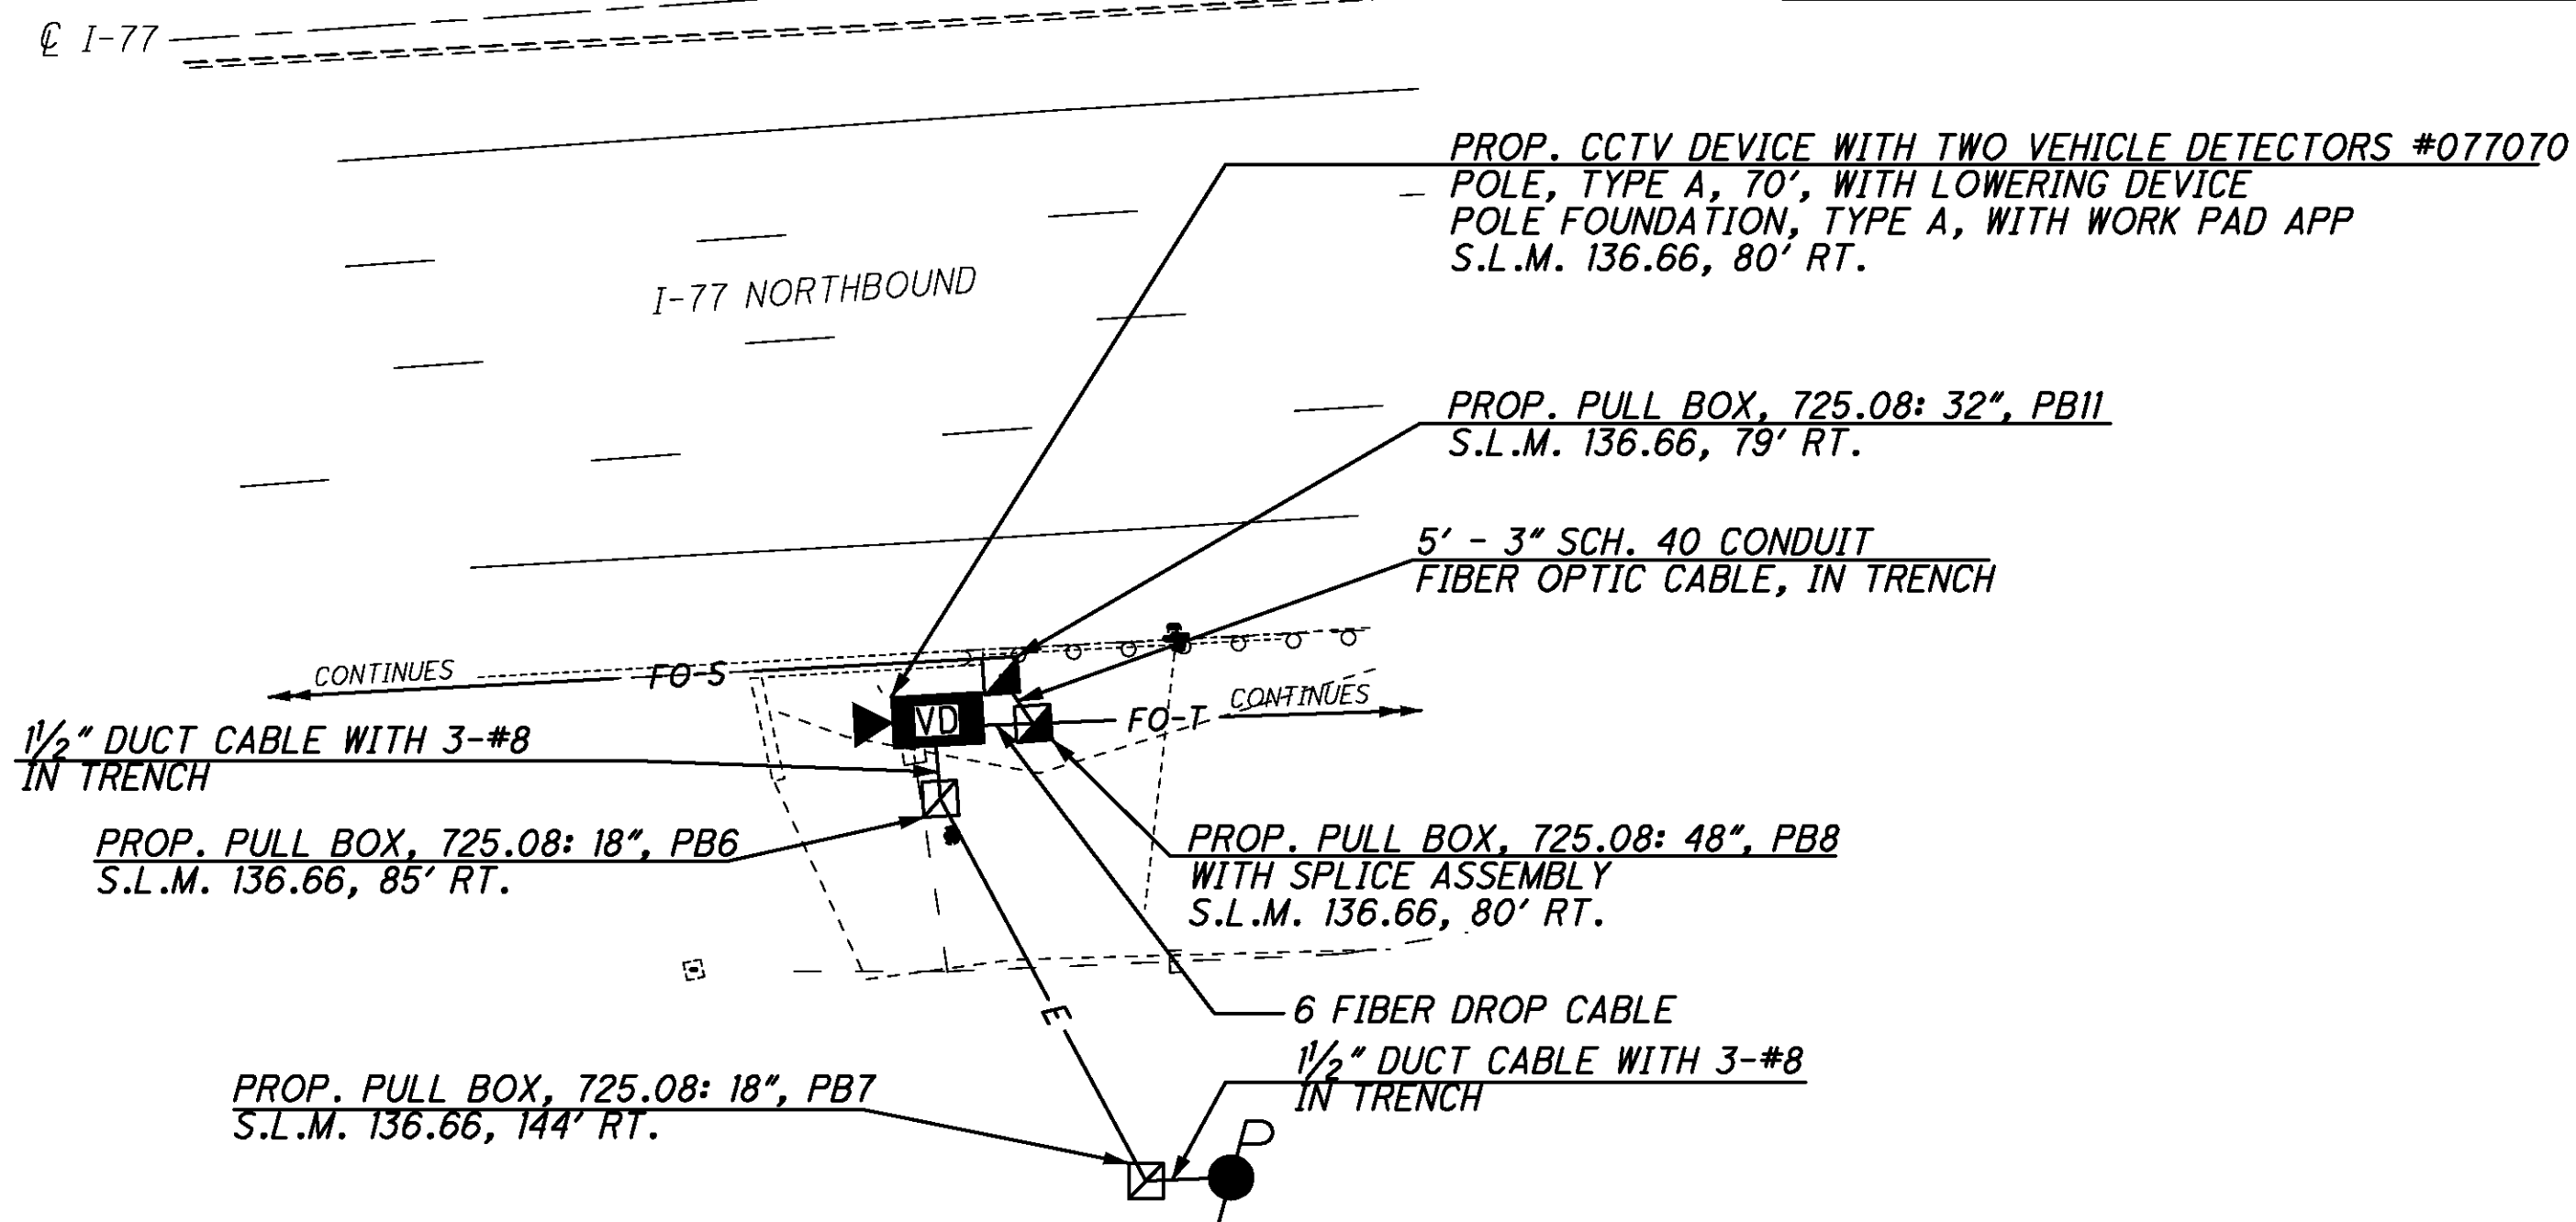 ℄ I-77
PROP. CCTV DEVICE WITH TWO VEHICLE DETECTORS #077070
POLE, TYPE A, 70', WITH LOWERING DEVICE
POLE FOUNDATION, TYPE A, WITH WORK PAD APP
S.L.M. 136.66, 80' RT.
I-77 NORTHBOUND
PROP. PULL BOX, 725.08: 32", PB11
S.L.M. 136.66, 79' RT.
5' - 3" SCH. 40 CONDUIT
FIBER OPTIC CABLE, IN TRENCH
CONTINUES
FO-S
CONTINUES
FO-T
VD
1½" DUCT CABLE WITH 3-#8
IN TRENCH
PROP. PULL BOX, 725.08: 18", PB6
S.L.M. 136.66, 85' RT.
PROP. PULL BOX, 725.08: 48", PB8
WITH SPLICE ASSEMBLY
S.L.M. 136.66, 80' RT.
E
6 FIBER DROP CABLE
1½" DUCT CABLE WITH 3-#8
IN TRENCH
PROP. PULL BOX, 725.08: 18", PB7
S.L.M. 136.66, 144' RT.
P